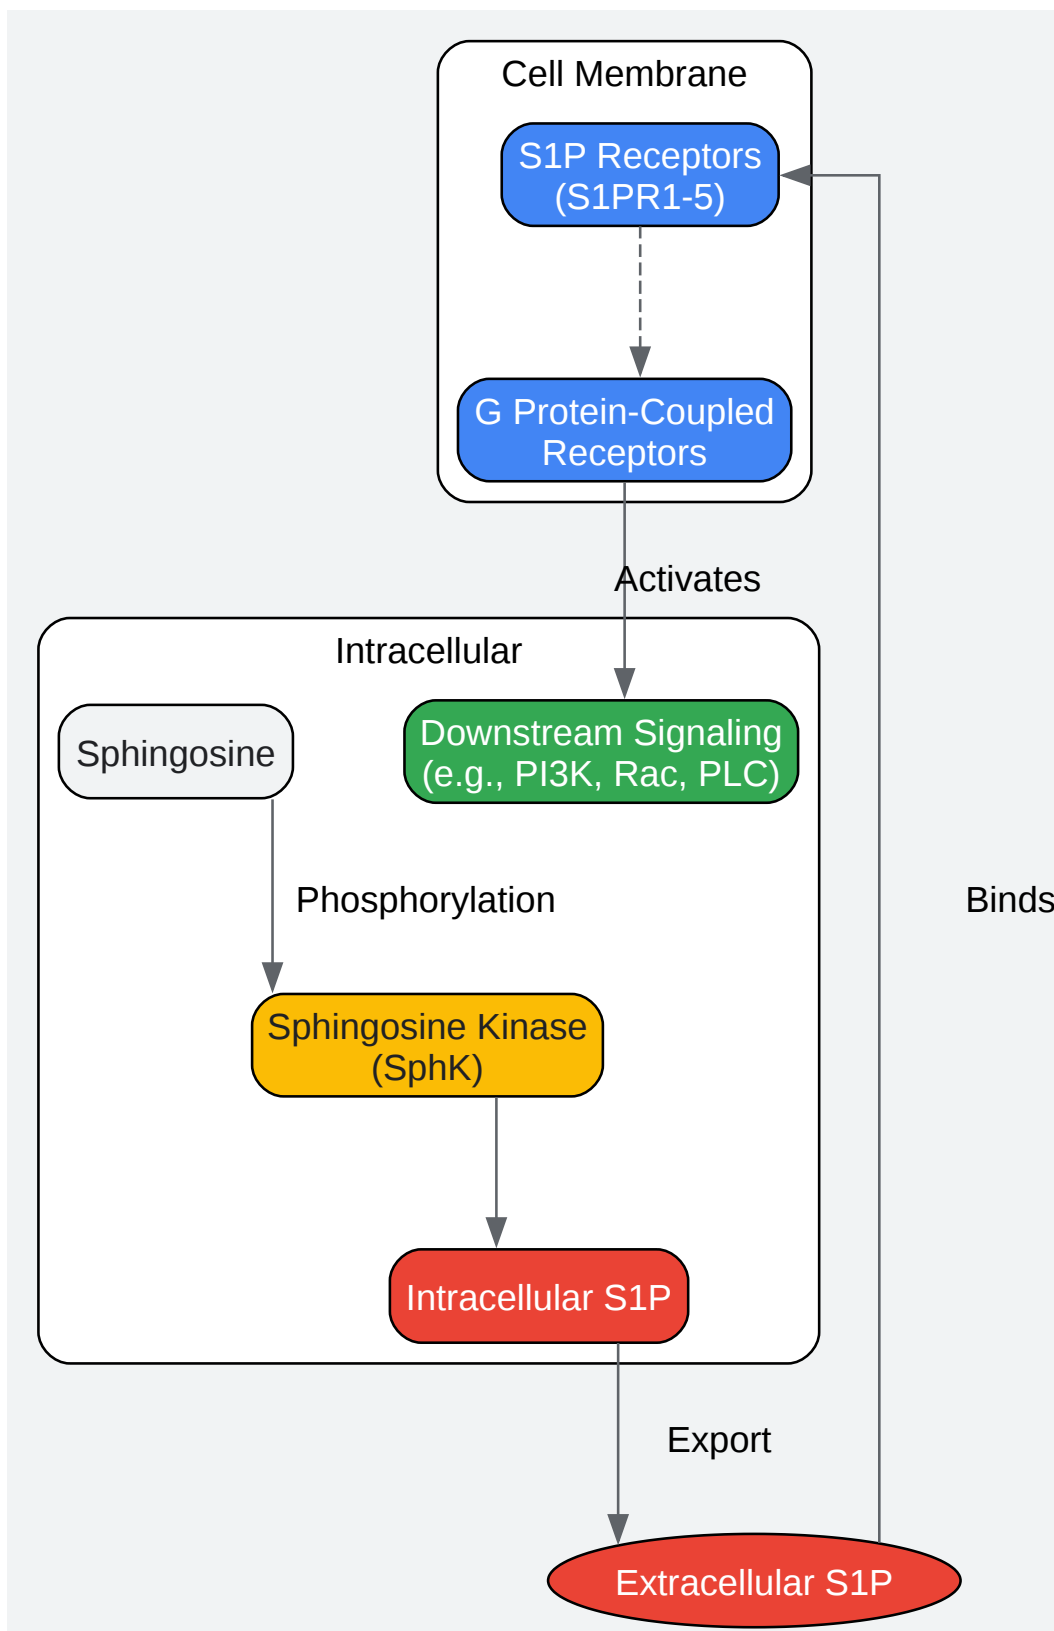 Cell Membrane
S1P Receptors
(S1PR1-5)
G Protein-Coupled
Receptors
Activates
Intracellular
Sphingosine
Downstream Signaling
(e.g., PI3K, Rac, PLC)
Phosphorylation
Binds
Sphingosine Kinase
(SphK)
Intracellular S1P
Export
Extracellular S1P